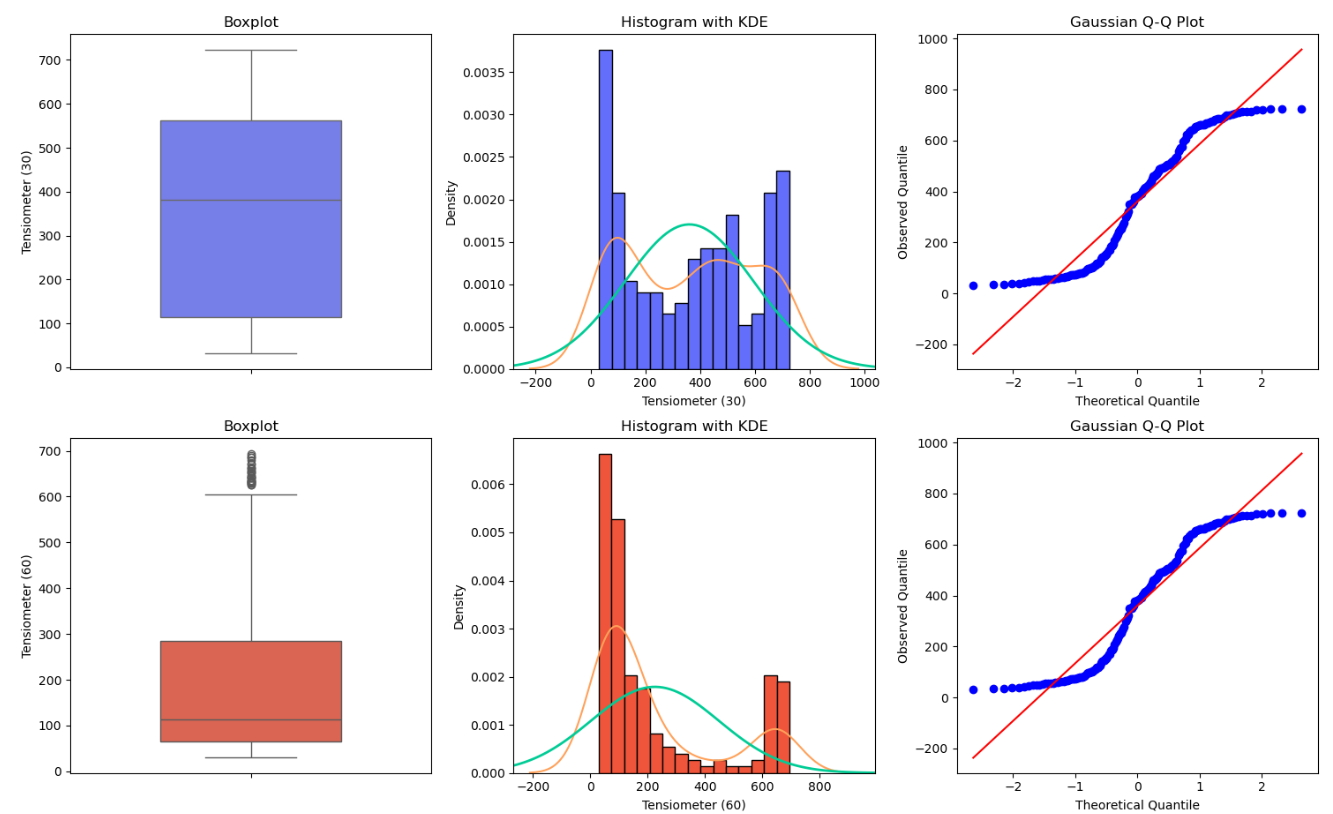 Boxplot
Tensiometer (30)
700
600
500
400
300
200
100
0
Histogram with KDE
Density
0.0035
0.0030
0.0025
0.0020
0.0015
0.0010
0.0005
0.0000
−200 0 200 400 600 800 1000
Tensiometer (30)
Gaussian Q-Q Plot
Observed Quantile
1000
800
600
400
200
0
−200
−2 −1 0 1 2
Theoretical Quantile
Boxplot
Tensiometer (60)
700
600
500
400
300
200
100
0
Histogram with KDE
Density
0.006
0.005
0.004
0.003
0.002
0.001
0.000
−200 0 200 400 600 800
Tensiometer (60)
Gaussian Q-Q Plot
Observed Quantile
1000
800
600
400
200
0
−200
−2 −1 0 1 2
Theoretical Quantile